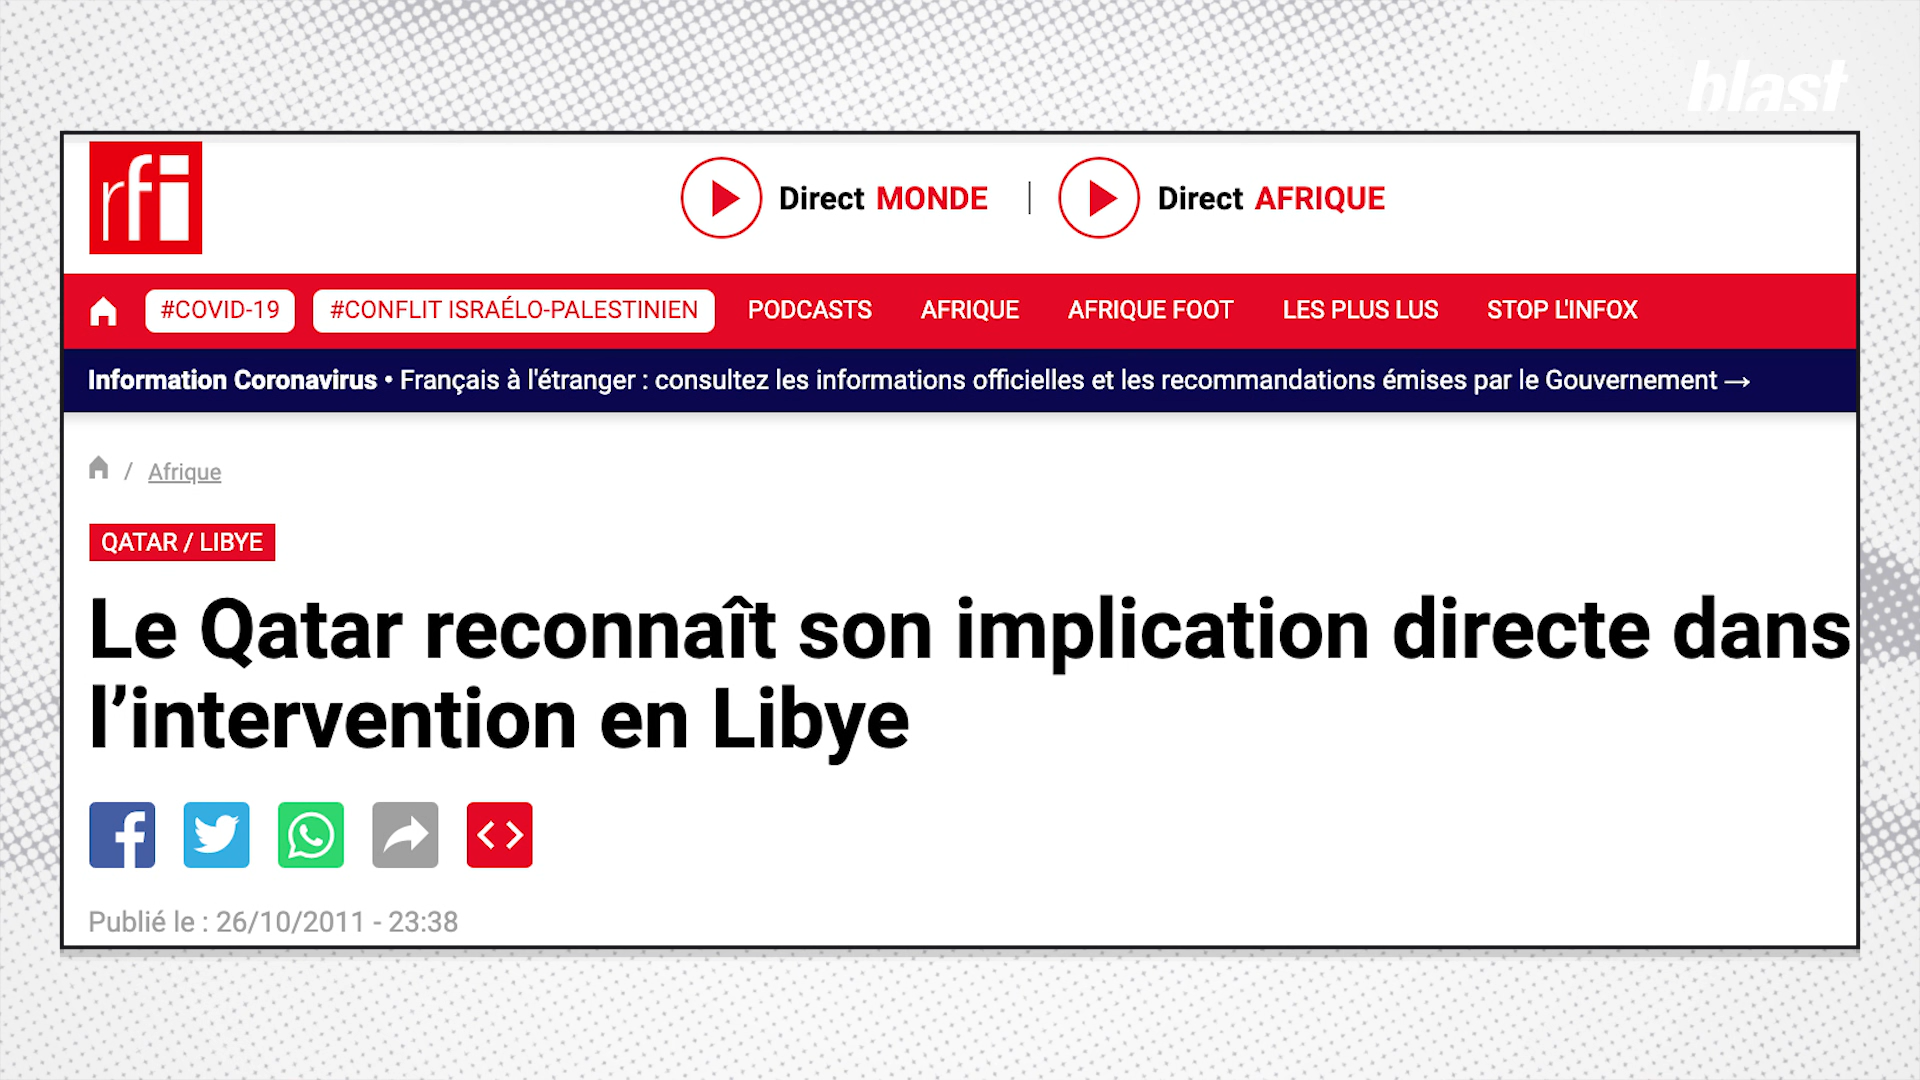 blast
rfi
Direct MONDE | Direct AFRIQUE
#COVID-19 #CONFLIT ISRAÉLO-PALESTINIEN PODCASTS AFRIQUE AFRIQUE FOOT LES PLUS LUS STOP L'INFOX
Information Coronavirus • Français à l'étranger : consultez les informations officielles et les recommandations émises par le Gouvernement →
/ Afrique
QATAR / LIBYE
Le Qatar reconnaît son implication directe dans
l’intervention en Libye
Publié le : 26/10/2011 - 23:38